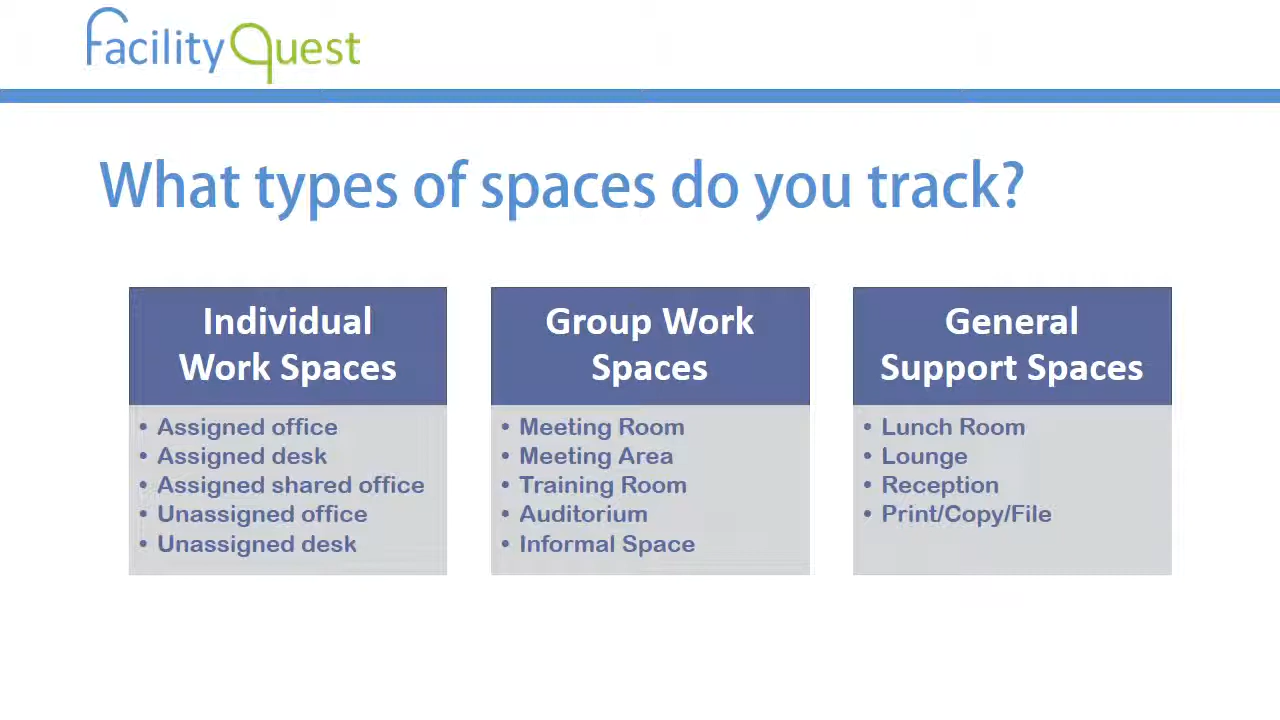 facilityQuest
What types of spaces do you track?
Individual
Work Spaces
• Assigned office
• Assigned desk
• Assigned shared office
• Unassigned office
• Unassigned desk
Group Work
Spaces
• Meeting Room
• Meeting Area
• Training Room
• Auditorium
• Informal Space
General
Support Spaces
• Lunch Room
• Lounge
• Reception
• Print/Copy/File